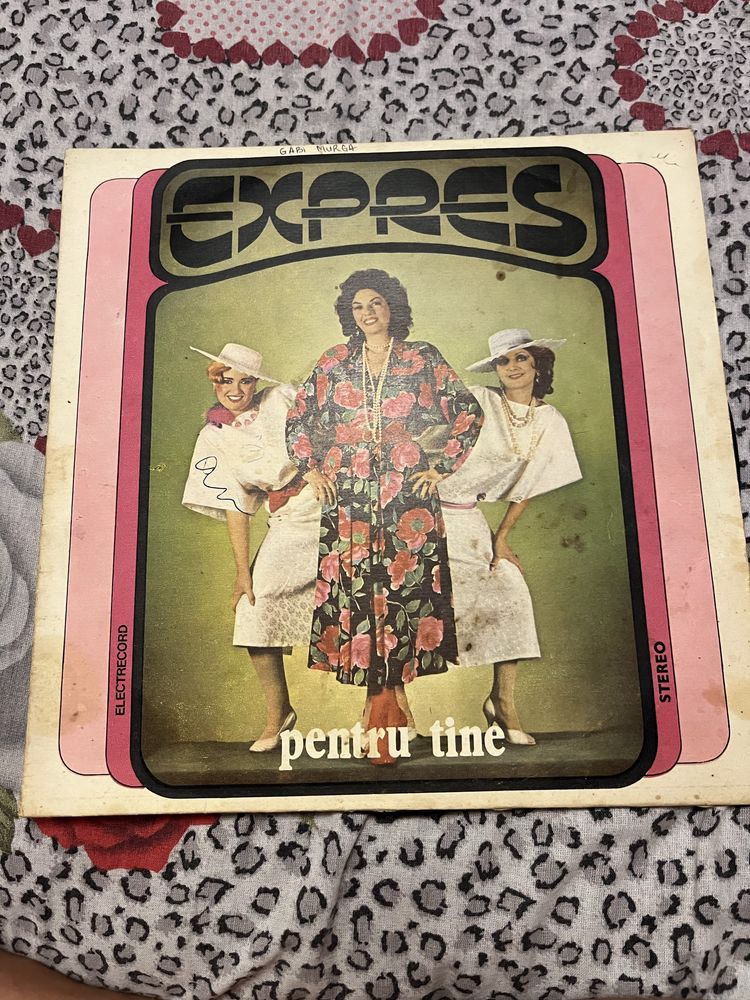 GABI MURGA
EXPRES
ELECTRECORD
STEREO
pentru tine